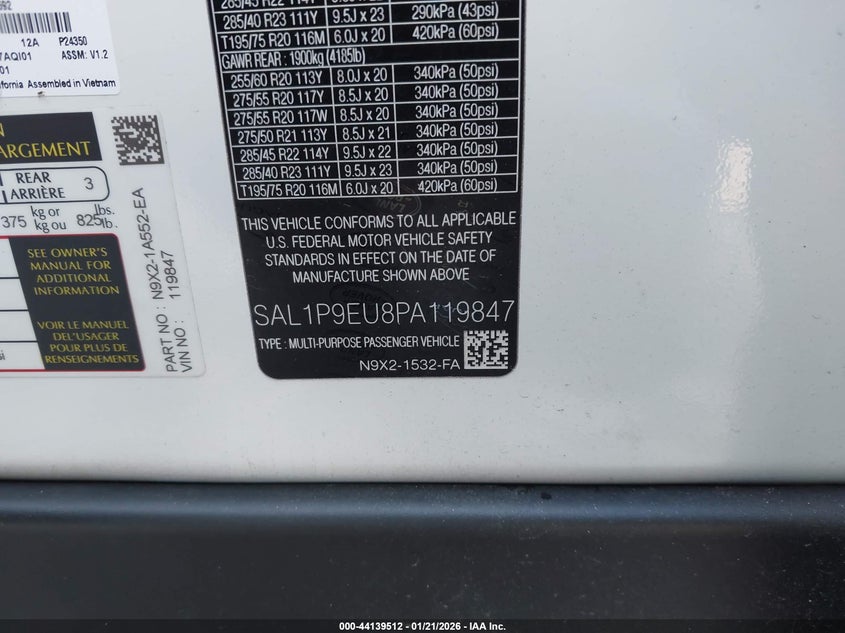 12A P24350
ASSM: V1.2
ifornia Assembled in Vietnam
ARGEMENT
REAR
ARRIÈRE 3
375 kg or kg ou 825 lbs. lb.
SEE OWNER'S
MANUAL FOR
ADDITIONAL
INFORMATION
VOIR LE MANUEL
DEL'USAGER
POUR PLUS DE
RENSEIGNEMENTS
PART NO : N9X2-1A552-EA
VIN NO : 119847
285/40 R23 111Y 9.5J x 23 290kPa (43psi)
T195/75 R20 116M 6.0J x 20 420kPa (60psi)
GAWR REAR : 1900kg (4185lb)
255/60 R20 113Y 8.0J x 20 340kPa (50psi)
275/55 R20 117Y 8.5J x 20 340kPa (50psi)
275/55 R20 117W 8.5J x 20 340kPa (50psi)
275/50 R21 113Y 8.5J x 21 340kPa (50psi)
285/45 R22 114Y 9.5J x 22 340kPa (50psi)
285/40 R23 111Y 9.5J x 23 340kPa (50psi)
T195/75 R20 116M 6.0J x 20 420kPa (60psi)
THIS VEHICLE CONFORMS TO ALL APPLICABLE
U.S. FEDERAL MOTOR VEHICLE SAFETY
STANDARDS IN EFFECT ON THE DATE OF
MANUFACTURE SHOWN ABOVE
SAL1P9EU8PA119847
TYPE : MULTI-PURPOSE PASSENGER VEHICLE
N9X2-1532-FA
000-44139512 — 01/21/2026 — IAA Inc.